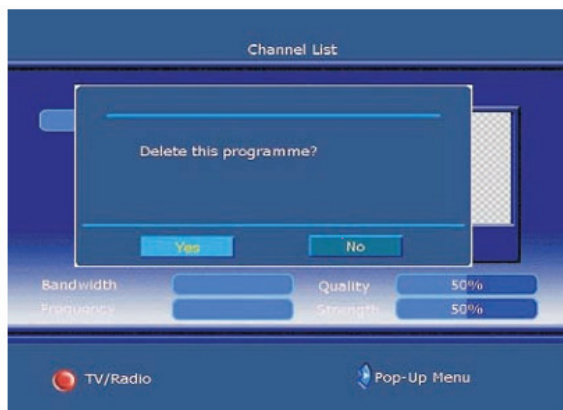 Channel List
Delete this programme?
Yes No
Bandwidth Quality 50%
Frequency Strength 50%
TV/Radio Pop-Up Menu